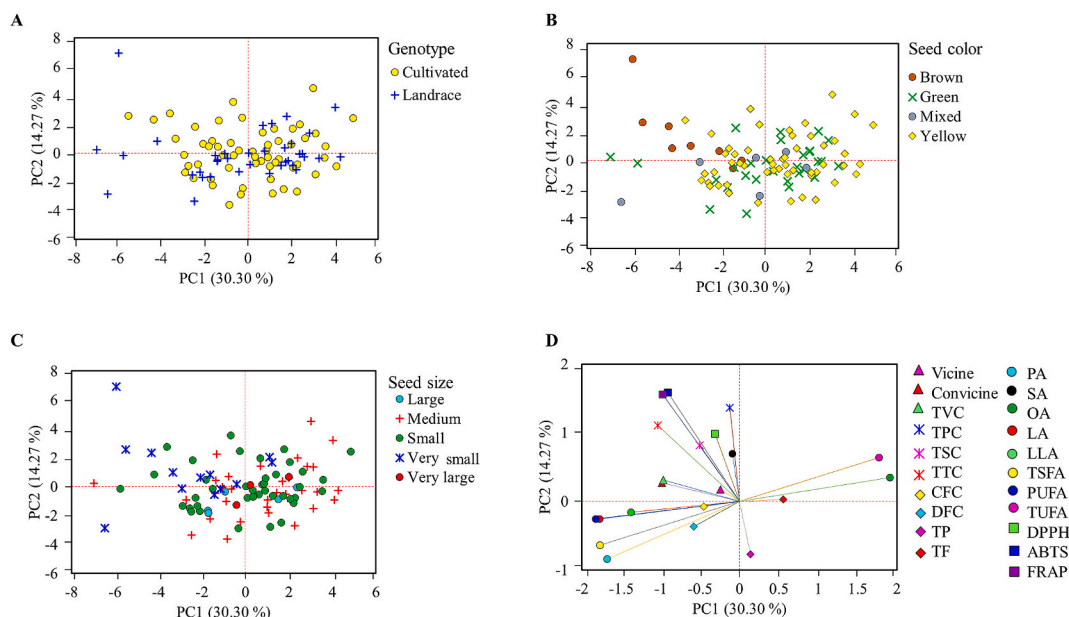 A
Genotype
Cultivated
Landrace
8
6
4
2
0
-2
-4
-6
PC2 (14.27 %)
-8 -6 -4 -2 0 2 4 6
PC1 (30.30 %)
B
Seed color
Brown
Green
Mixed
Yellow
8
6
4
2
0
-2
-4
-6
PC2 (14.27 %)
-8 -6 -4 -2 0 2 4 6
PC1 (30.30 %)
C
Seed size
Large
Medium
Small
Very small
Very large
8
6
4
2
0
-2
-4
-6
PC2 (14.27 %)
-8 -6 -4 -2 0 2 4 6
PC1 (30.30 %)
D
2
1
0
-1
PC2 (14.27 %)
-2 -1.5 -1 -0.5 0 0.5 1 1.5 2
PC1 (30.30 %)
Vicine
Convicine
TVC
TPC
TSC
TTC
CFC
DFC
TP
TF
PA
SA
OA
LA
LLA
TSFA
PUFA
TUFA
DPPH
ABTS
FRAP